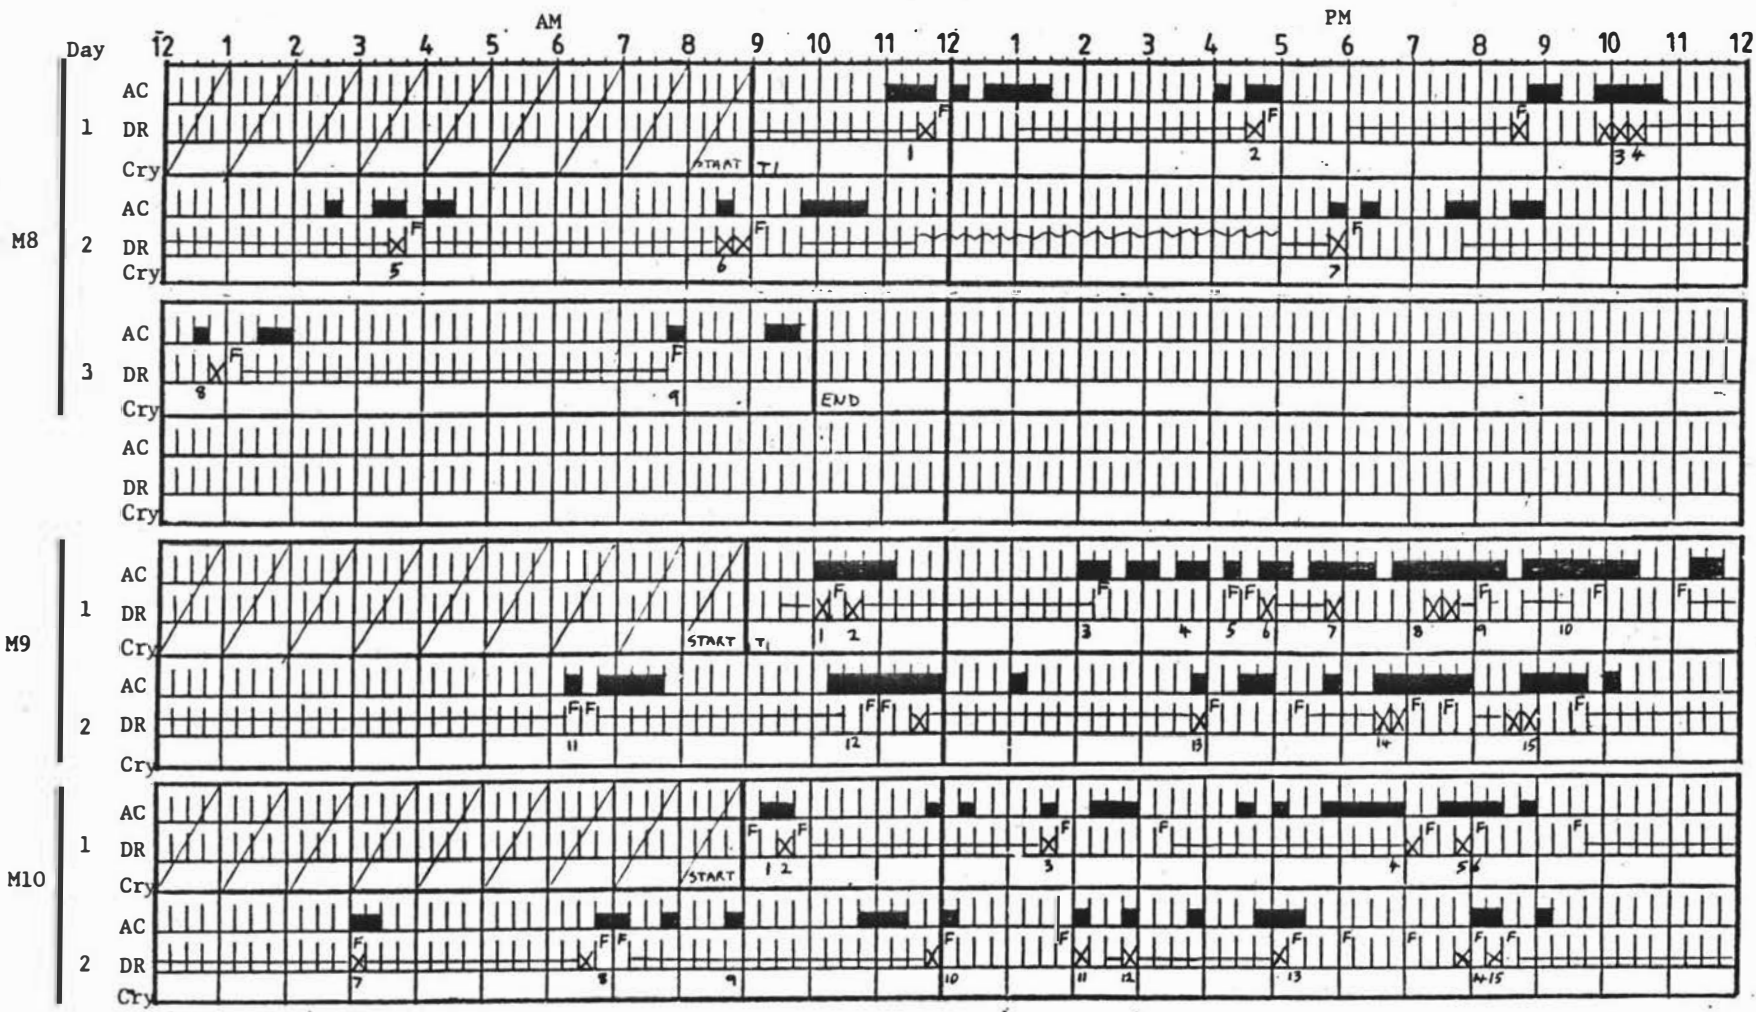 AM PM
Day 12 1 2 3 4 5 6 7 8 9 10 11 12 1 2 3 4 5 6 7 8 9 10 11 12
M8
AC
F F F
1 DR
1 2 3 4
Cry START T1
AC
F F F
2 DR
5 6 7
Cry
AC
F F
3 DR
8 9
Cry END
AC
DR
Cry
M9
AC
F F F F F F F
1 DR
1 2 3 4 5 6 7 8 9 10
Cry START T1
AC
F F F F F F F F F
2 DR
11 12 13 14 15
Cry
M10
AC
F F F F F F F
1 DR
1 2 3 4 5 6
Cry START
AC
F F F F F F F F F F
2 DR
7 8 9 10 11 12 13 14 15
Cry